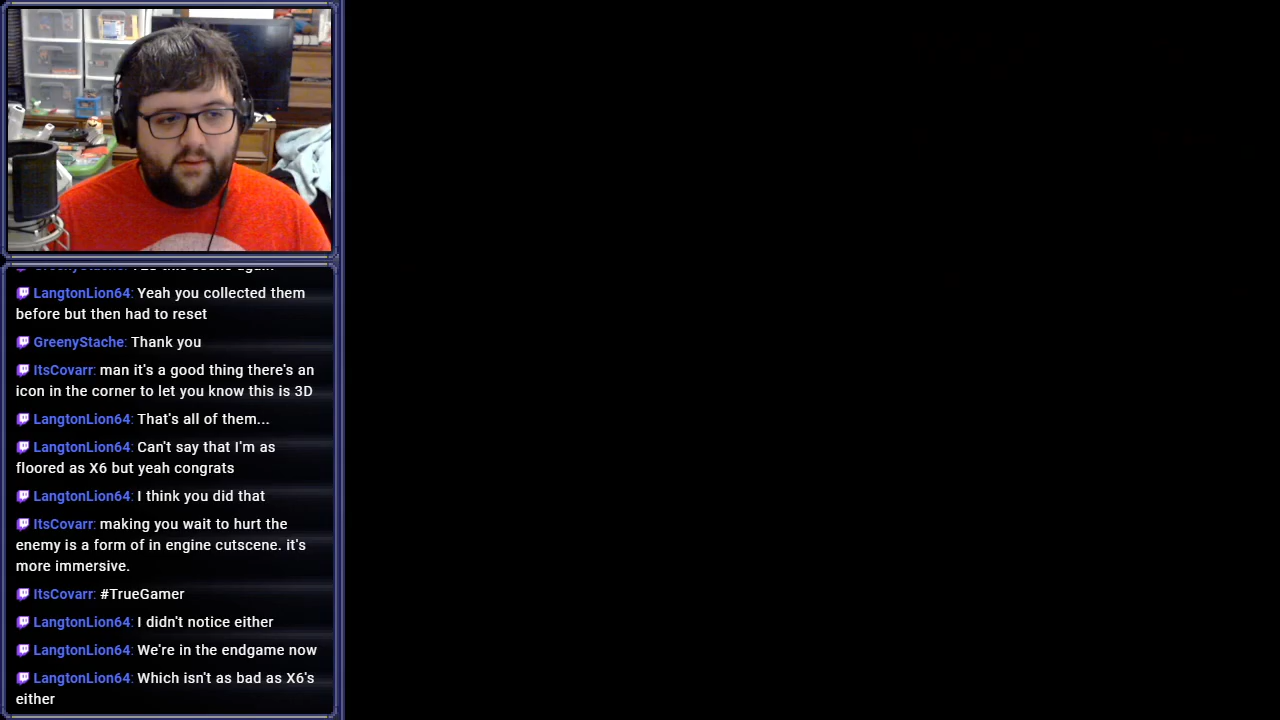 LangtonLion64: Yeah you collected them
before but then had to reset
GreenyStache: Thank you
ItsCovarr: man it's a good thing there's an
icon in the corner to let you know this is 3D
LangtonLion64: That's all of them...
LangtonLion64: Can't say that I'm as
floored as X6 but yeah congrats
LangtonLion64: I think you did that
ItsCovarr: making you wait to hurt the
enemy is a form of in engine cutscene. it's
more immersive.
ItsCovarr: #TrueGamer
LangtonLion64: I didn't notice either
LangtonLion64: We're in the endgame now
LangtonLion64: Which isn't as bad as X6's
either